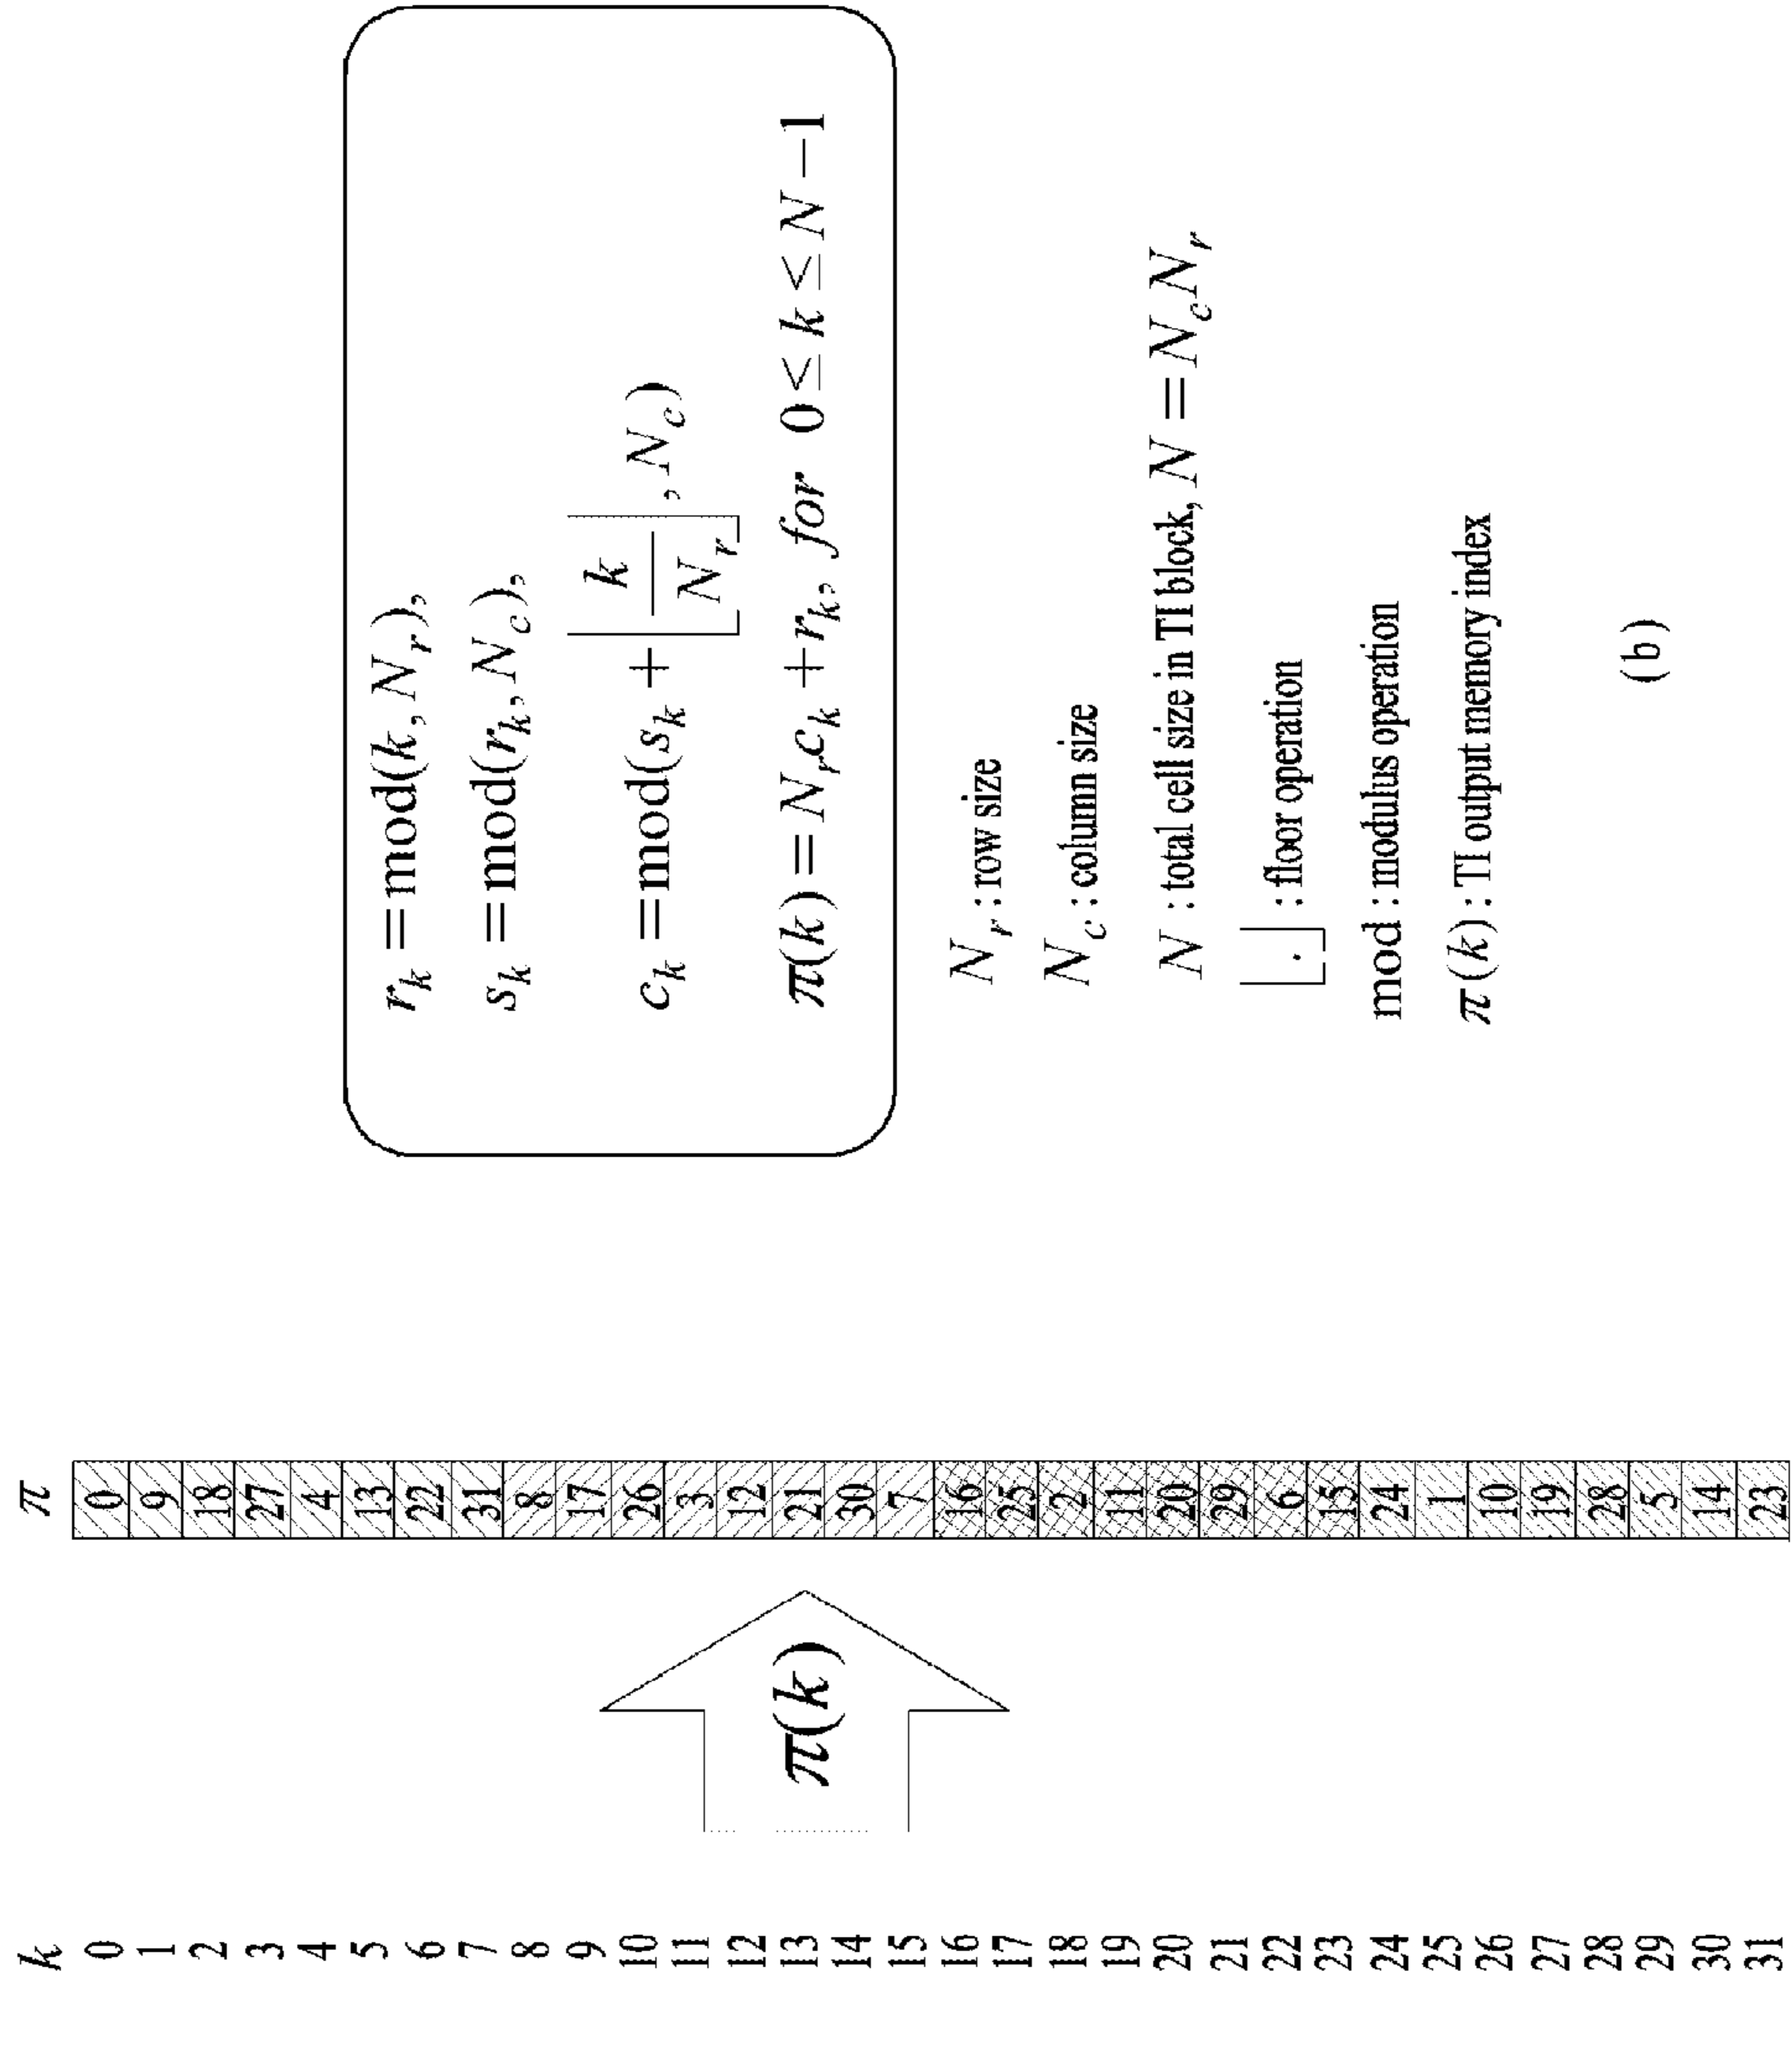 k 0 1 2 3 4 5 6 7 8 9 10 11 12 13 14 15 16 17 18 19 20 21 22 23 24 25 26 27 28 29 30 31
π(k)
π 0 9 18 27 4 13 22 31 8 17 26 3 12 21 30 7 16 25 2 11 20 29 6 15 24 1 10 19 28 5 14 23
r_k = mod(k, N_r),
s_k = mod(r_k, N_c),
c_k = mod(s_k + ⌊k / N_r⌋, N_c)
π(k) = N_r c_k + r_k, for 0 ≤ k ≤ N − 1
N_r : row size
N_c : column size
N : total cell size in TI block, N = N_c N_r
⌊·⌋ : floor operation
mod : modulus operation
π(k) : TI output memory index
(b)